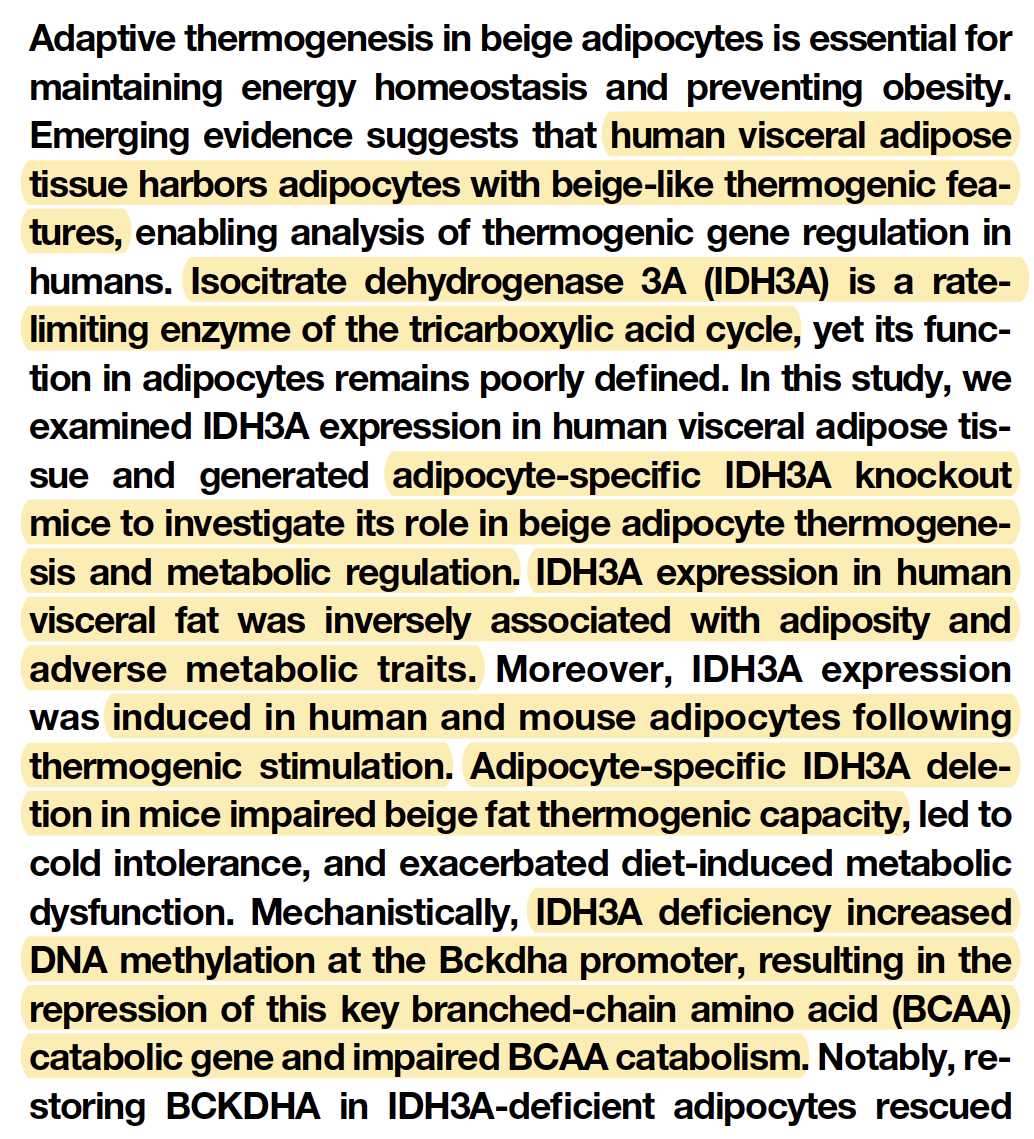 Adaptive thermogenesis in beige adipocytes is essential for
maintaining energy homeostasis and preventing obesity.
Emerging evidence suggests that human visceral adipose
tissue harbors adipocytes with beige-like thermogenic fea-
tures, enabling analysis of thermogenic gene regulation in
humans. Isocitrate dehydrogenase 3A (IDH3A) is a rate-
limiting enzyme of the tricarboxylic acid cycle, yet its func-
tion in adipocytes remains poorly defined. In this study, we
examined IDH3A expression in human visceral adipose tis-
sue and generated adipocyte-specific IDH3A knockout
mice to investigate its role in beige adipocyte thermogene-
sis and metabolic regulation. IDH3A expression in human
visceral fat was inversely associated with adiposity and
adverse metabolic traits. Moreover, IDH3A expression
was induced in human and mouse adipocytes following
thermogenic stimulation. Adipocyte-specific IDH3A dele-
tion in mice impaired beige fat thermogenic capacity, led to
cold intolerance, and exacerbated diet-induced metabolic
dysfunction. Mechanistically, IDH3A deficiency increased
DNA methylation at the Bckdha promoter, resulting in the
repression of this key branched-chain amino acid (BCAA)
catabolic gene and impaired BCAA catabolism. Notably, re-
storing BCKDHA in IDH3A-deficient adipocytes rescued